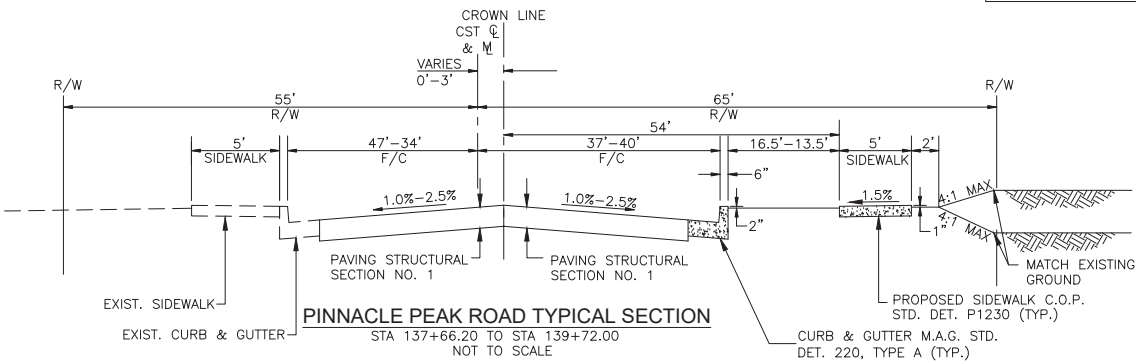 CROWN LINE
CST ℄
& M̲L
VARIES
0'-3'
R/W
R/W
55'
R/W
65'
R/W
54'
5'
SIDEWALK
47'-34'
F/C
37'-40'
F/C
16.5'-13.5'
5'
SIDEWALK
2'
6"
1.0%-2.5%
1.0%-2.5%
1.5%
2"
1"
4:1 MAX
4:1 MAX
PAVING STRUCTURAL
SECTION NO. 1
PAVING STRUCTURAL
SECTION NO. 1
MATCH EXISTING
GROUND
EXIST. SIDEWALK
EXIST. CURB & GUTTER
PROPOSED SIDEWALK C.O.P.
STD. DET. P1230 (TYP.)
CURB & GUTTER M.A.G. STD.
DET. 220, TYPE A (TYP.)
PINNACLE PEAK ROAD TYPICAL SECTION
STA 137+66.20 TO STA 139+72.00
NOT TO SCALE